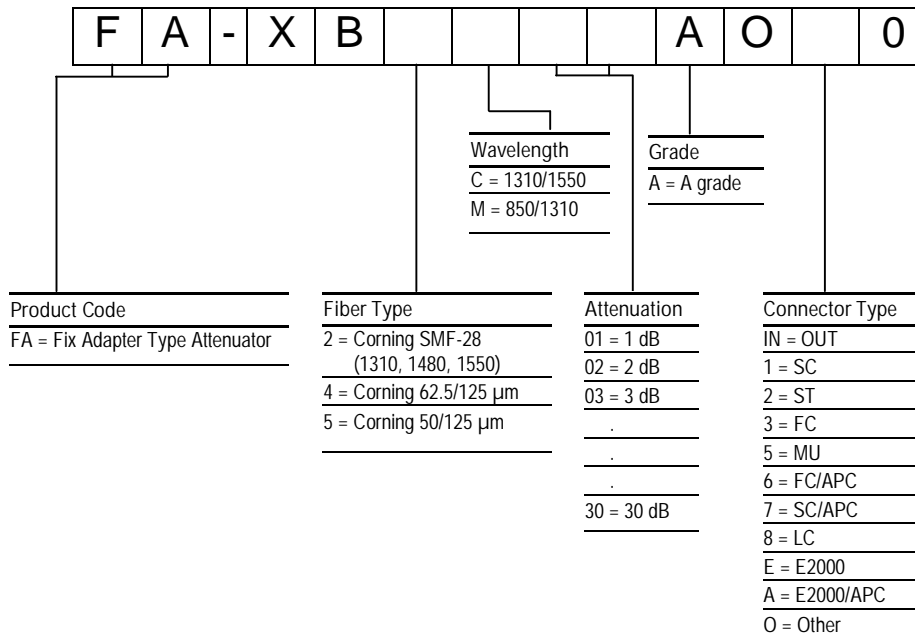 F A - X B A O 0
Wavelength
C = 1310/1550
M = 850/1310
Grade
A = A grade
Product Code
FA = Fix Adapter Type Attenuator
Fiber Type
2 = Corning SMF-28
(1310, 1480, 1550)
4 = Corning 62.5/125 µm
5 = Corning 50/125 µm
Attenuation
01 = 1 dB
02 = 2 dB
03 = 3 dB
.
.
.
30 = 30 dB
Connector Type
IN = OUT
1 = SC
2 = ST
3 = FC
5 = MU
6 = FC/APC
7 = SC/APC
8 = LC
E = E2000
A = E2000/APC
O = Other